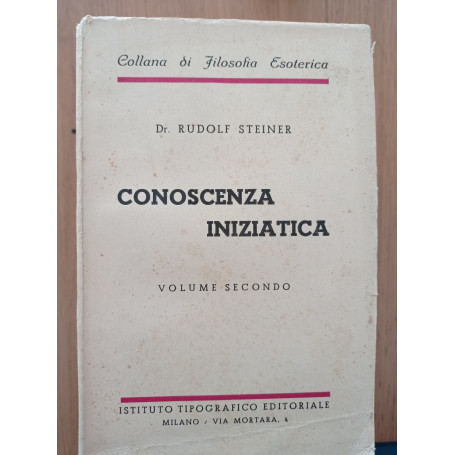 Collana di Filosofia Esoterica
Dr. RUDOLF STEINER
CONOSCENZA
INIZIATICA
VOLUME SECONDO
ISTITUTO TIPOGRAFICO EDITORIALE
MILANO / VIA MORTARA, 4